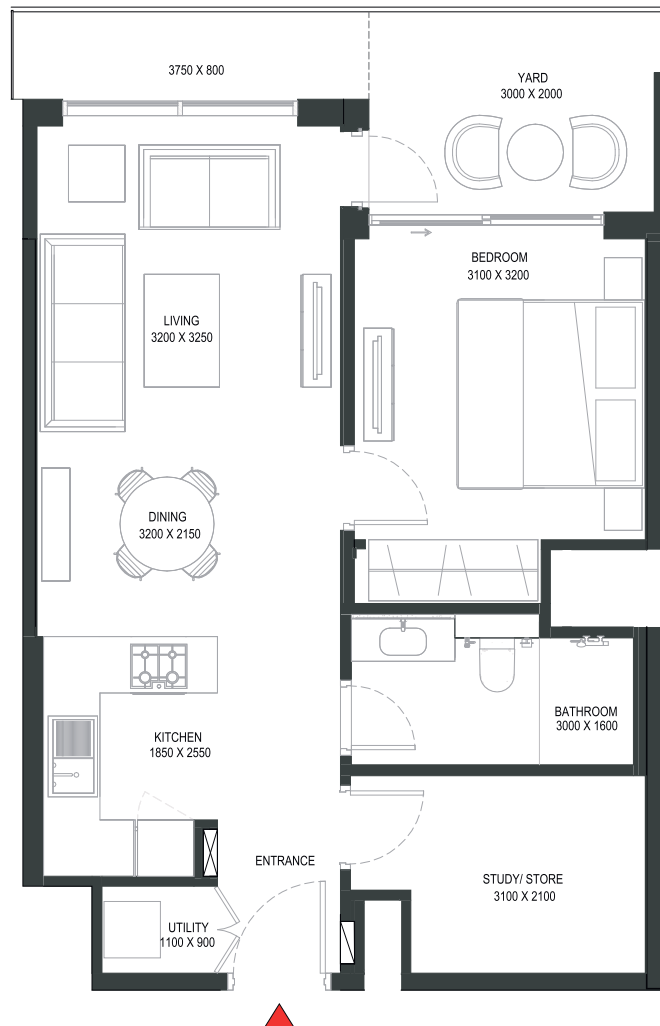 3750 X 800
YARD
3000 X 2000
BEDROOM
3100 X 3200
LIVING
3200 X 3250
DINING
3200 X 2150
KITCHEN
1850 X 2550
BATHROOM
3000 X 1600
ENTRANCE
STUDY/ STORE
3100 X 2100
UTILITY
1100 X 900